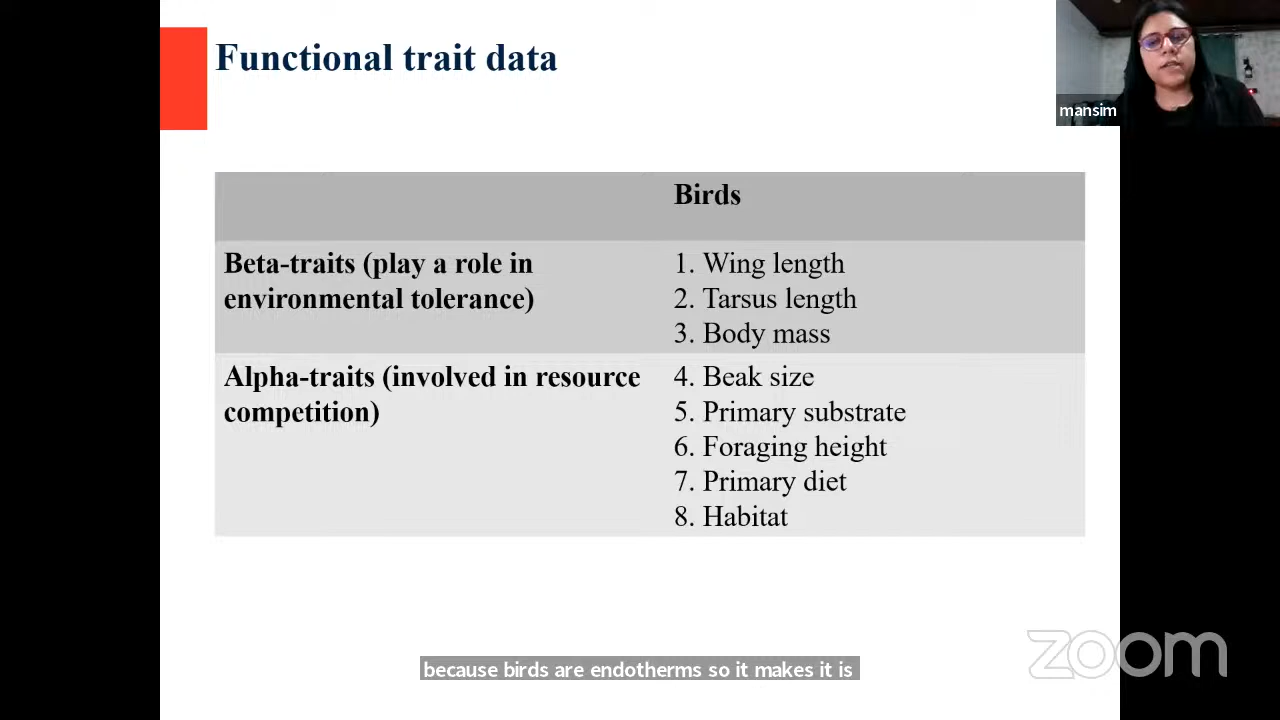 Functional trait data
mansim
Birds
Beta-traits (play a role in
environmental tolerance)
1. Wing length
2. Tarsus length
3. Body mass
Alpha-traits (involved in resource
competition)
4. Beak size
5. Primary substrate
6. Foraging height
7. Primary diet
8. Habitat
because birds are endotherms so it makes it is
zoom